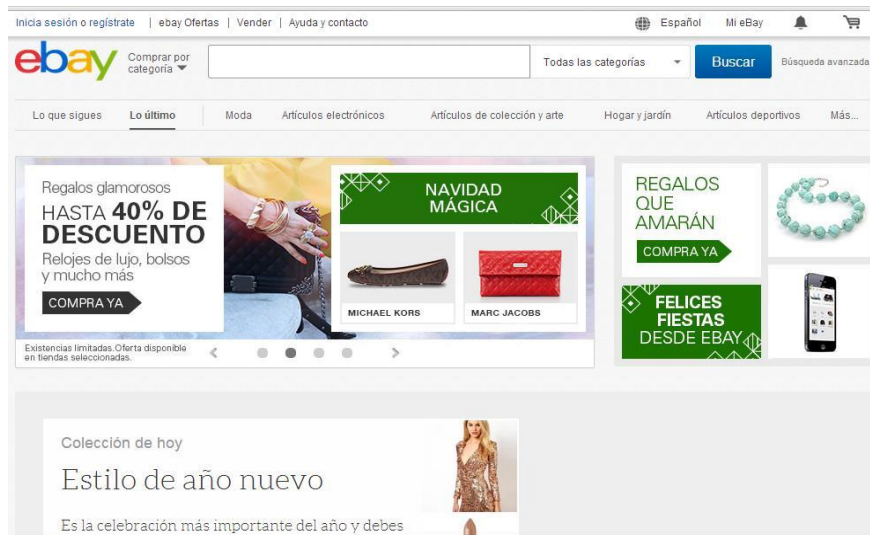 Inicia sesión o regístrate | ebay Ofertas | Vender | Ayuda y contacto
Español Mi eBay
ebay
Comprar por
categoría
Todas las categorías
Buscar
Búsqueda avanzada
Lo que sigues Lo último Moda Artículos electrónicos Artículos de colección y arte Hogar y jardín Artículos deportivos Más...
Regalos glamorosos
HASTA 40% DE
DESCUENTO
Relojes de lujo, bolsos
y mucho más
COMPRA YA
NAVIDAD
MÁGICA
MICHAEL KORS
MARC JACOBS
Existencias limitadas.Oferta disponible
en tiendas seleccionadas.
REGALOS
QUE
AMARÁN
COMPRA YA
FELICES
FIESTAS
DESDE EBAY
Colección de hoy
Estilo de año nuevo
Es la celebración más importante del año y debes